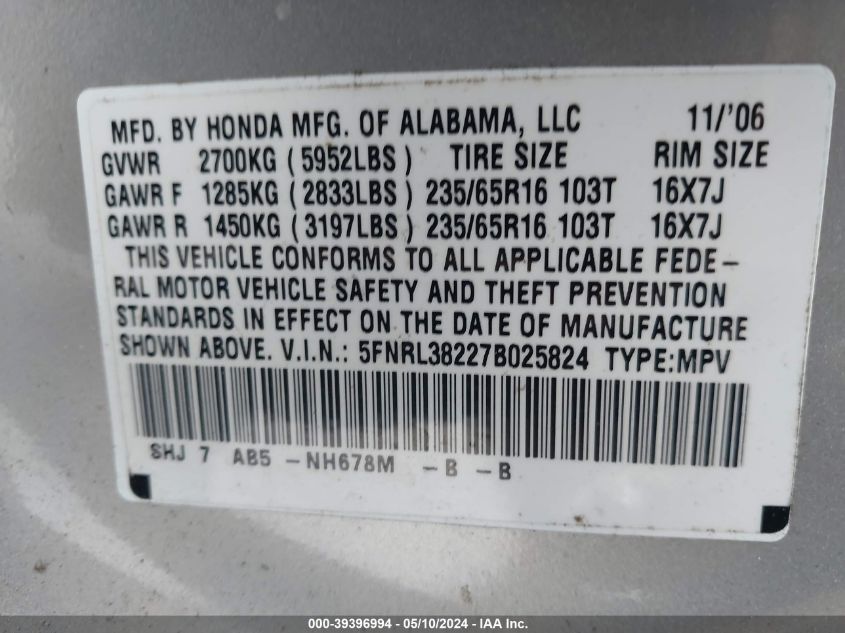 MFD. BY HONDA MFG. OF ALABAMA, LLC 11/'06
GVWR 2700KG (5952LBS) TIRE SIZE RIM SIZE
GAWR F 1285KG (2833LBS) 235/65R16 103T 16X7J
GAWR R 1450KG (3197LBS) 235/65R16 103T 16X7J
THIS VEHICLE CONFORMS TO ALL APPLICABLE FEDE-
RAL MOTOR VEHICLE SAFETY AND THEFT PREVENTION
STANDARDS IN EFFECT ON THE DATE OF MANUFACTURE
SHOWN ABOVE. V.I.N.: 5FNRL38227B025824 TYPE:MPV
SHJ 7 AB5 -NH678M -B -B
000-39396994 - 05/10/2024 - IAA Inc.